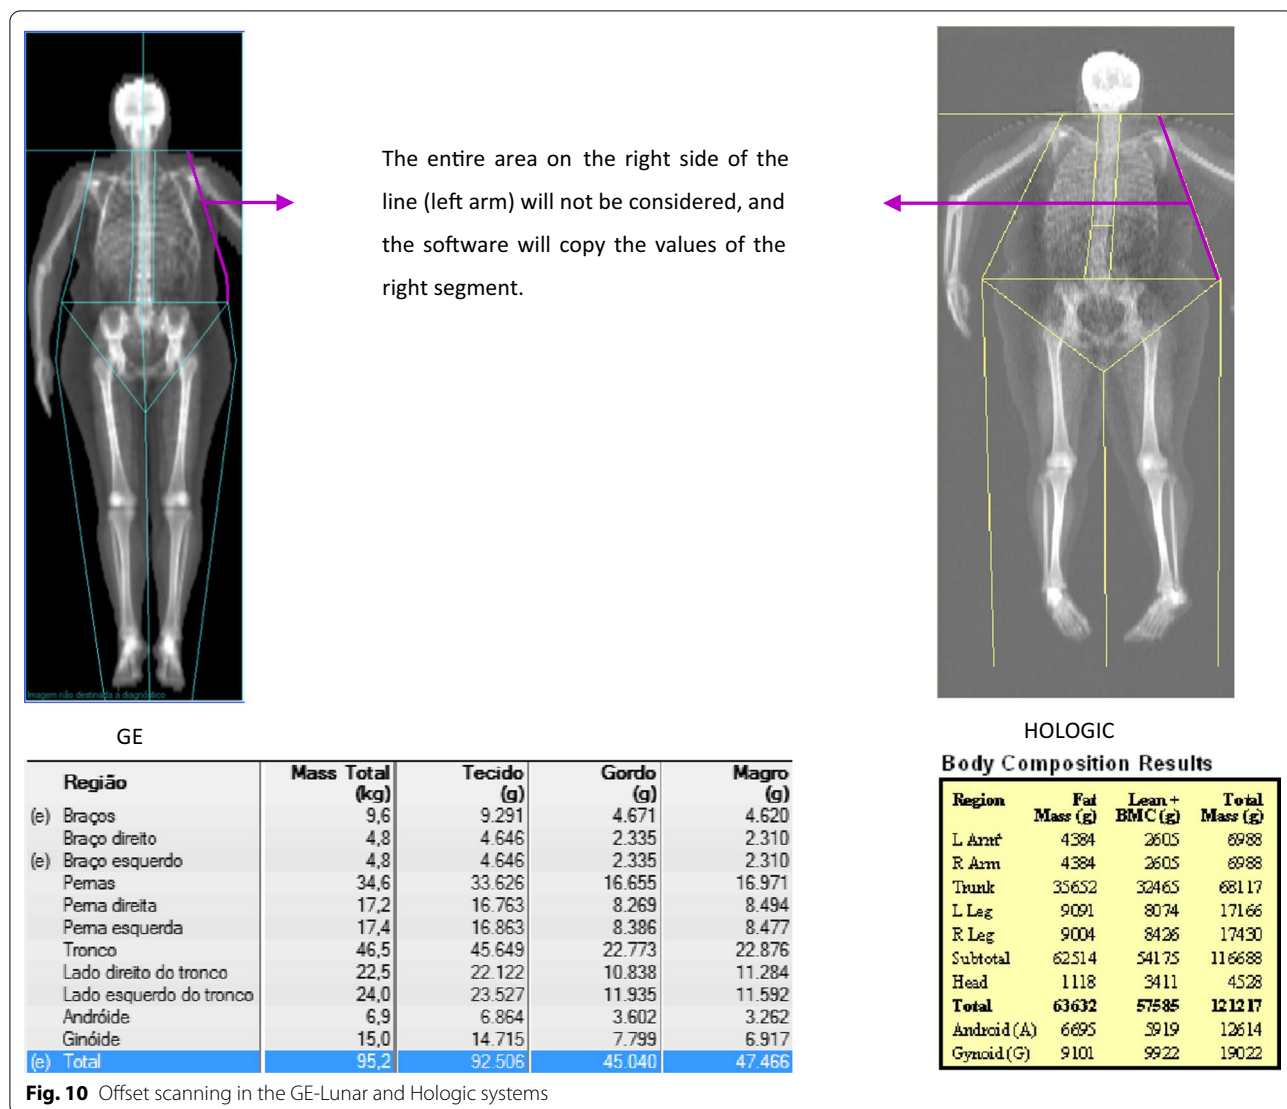 The entire area on the right side of the
line (left arm) will not be considered, and
the software will copy the values of the
right segment.
Imagem não destinada a diagnóstico
GE
HOLOGIC
Região Mass Total (kg) Tecido (g) Gordo (g) Magro (g)
(e) Braços 9,6 9.291 4.671 4.620
Braço direito 4,8 4.646 2.335 2.310
(e) Braço esquerdo 4,8 4.646 2.335 2.310
Pernas 34,6 33.626 16.655 16.971
Perna direita 17,2 16.763 8.269 8.494
Perna esquerda 17,4 16.863 8.386 8.477
Tronco 46,5 45.649 22.773 22.876
Lado direito do tronco 22,5 22.122 10.838 11.284
Lado esquerdo do tronco 24,0 23.527 11.935 11.592
Andróide 6,9 6.864 3.602 3.262
Ginóide 15,0 14.715 7.799 6.917
(e) Total 95,2 92.506 45.040 47.466
Body Composition Results
Region Fat Mass (g) Lean + BMC (g) Total Mass (g)
L Arm* 4384 2605 6988
R Arm 4384 2605 6988
Trunk 35652 32465 68117
L Leg 9091 8074 17166
R Leg 9004 8426 17430
Subtotal 62514 54175 116688
Head 1118 3411 4528
Total 63632 57585 121217
Android (A) 6695 5919 12614
Gynoid (G) 9101 9922 19022
Fig. 10 Offset scanning in the GE-Lunar and Hologic systems